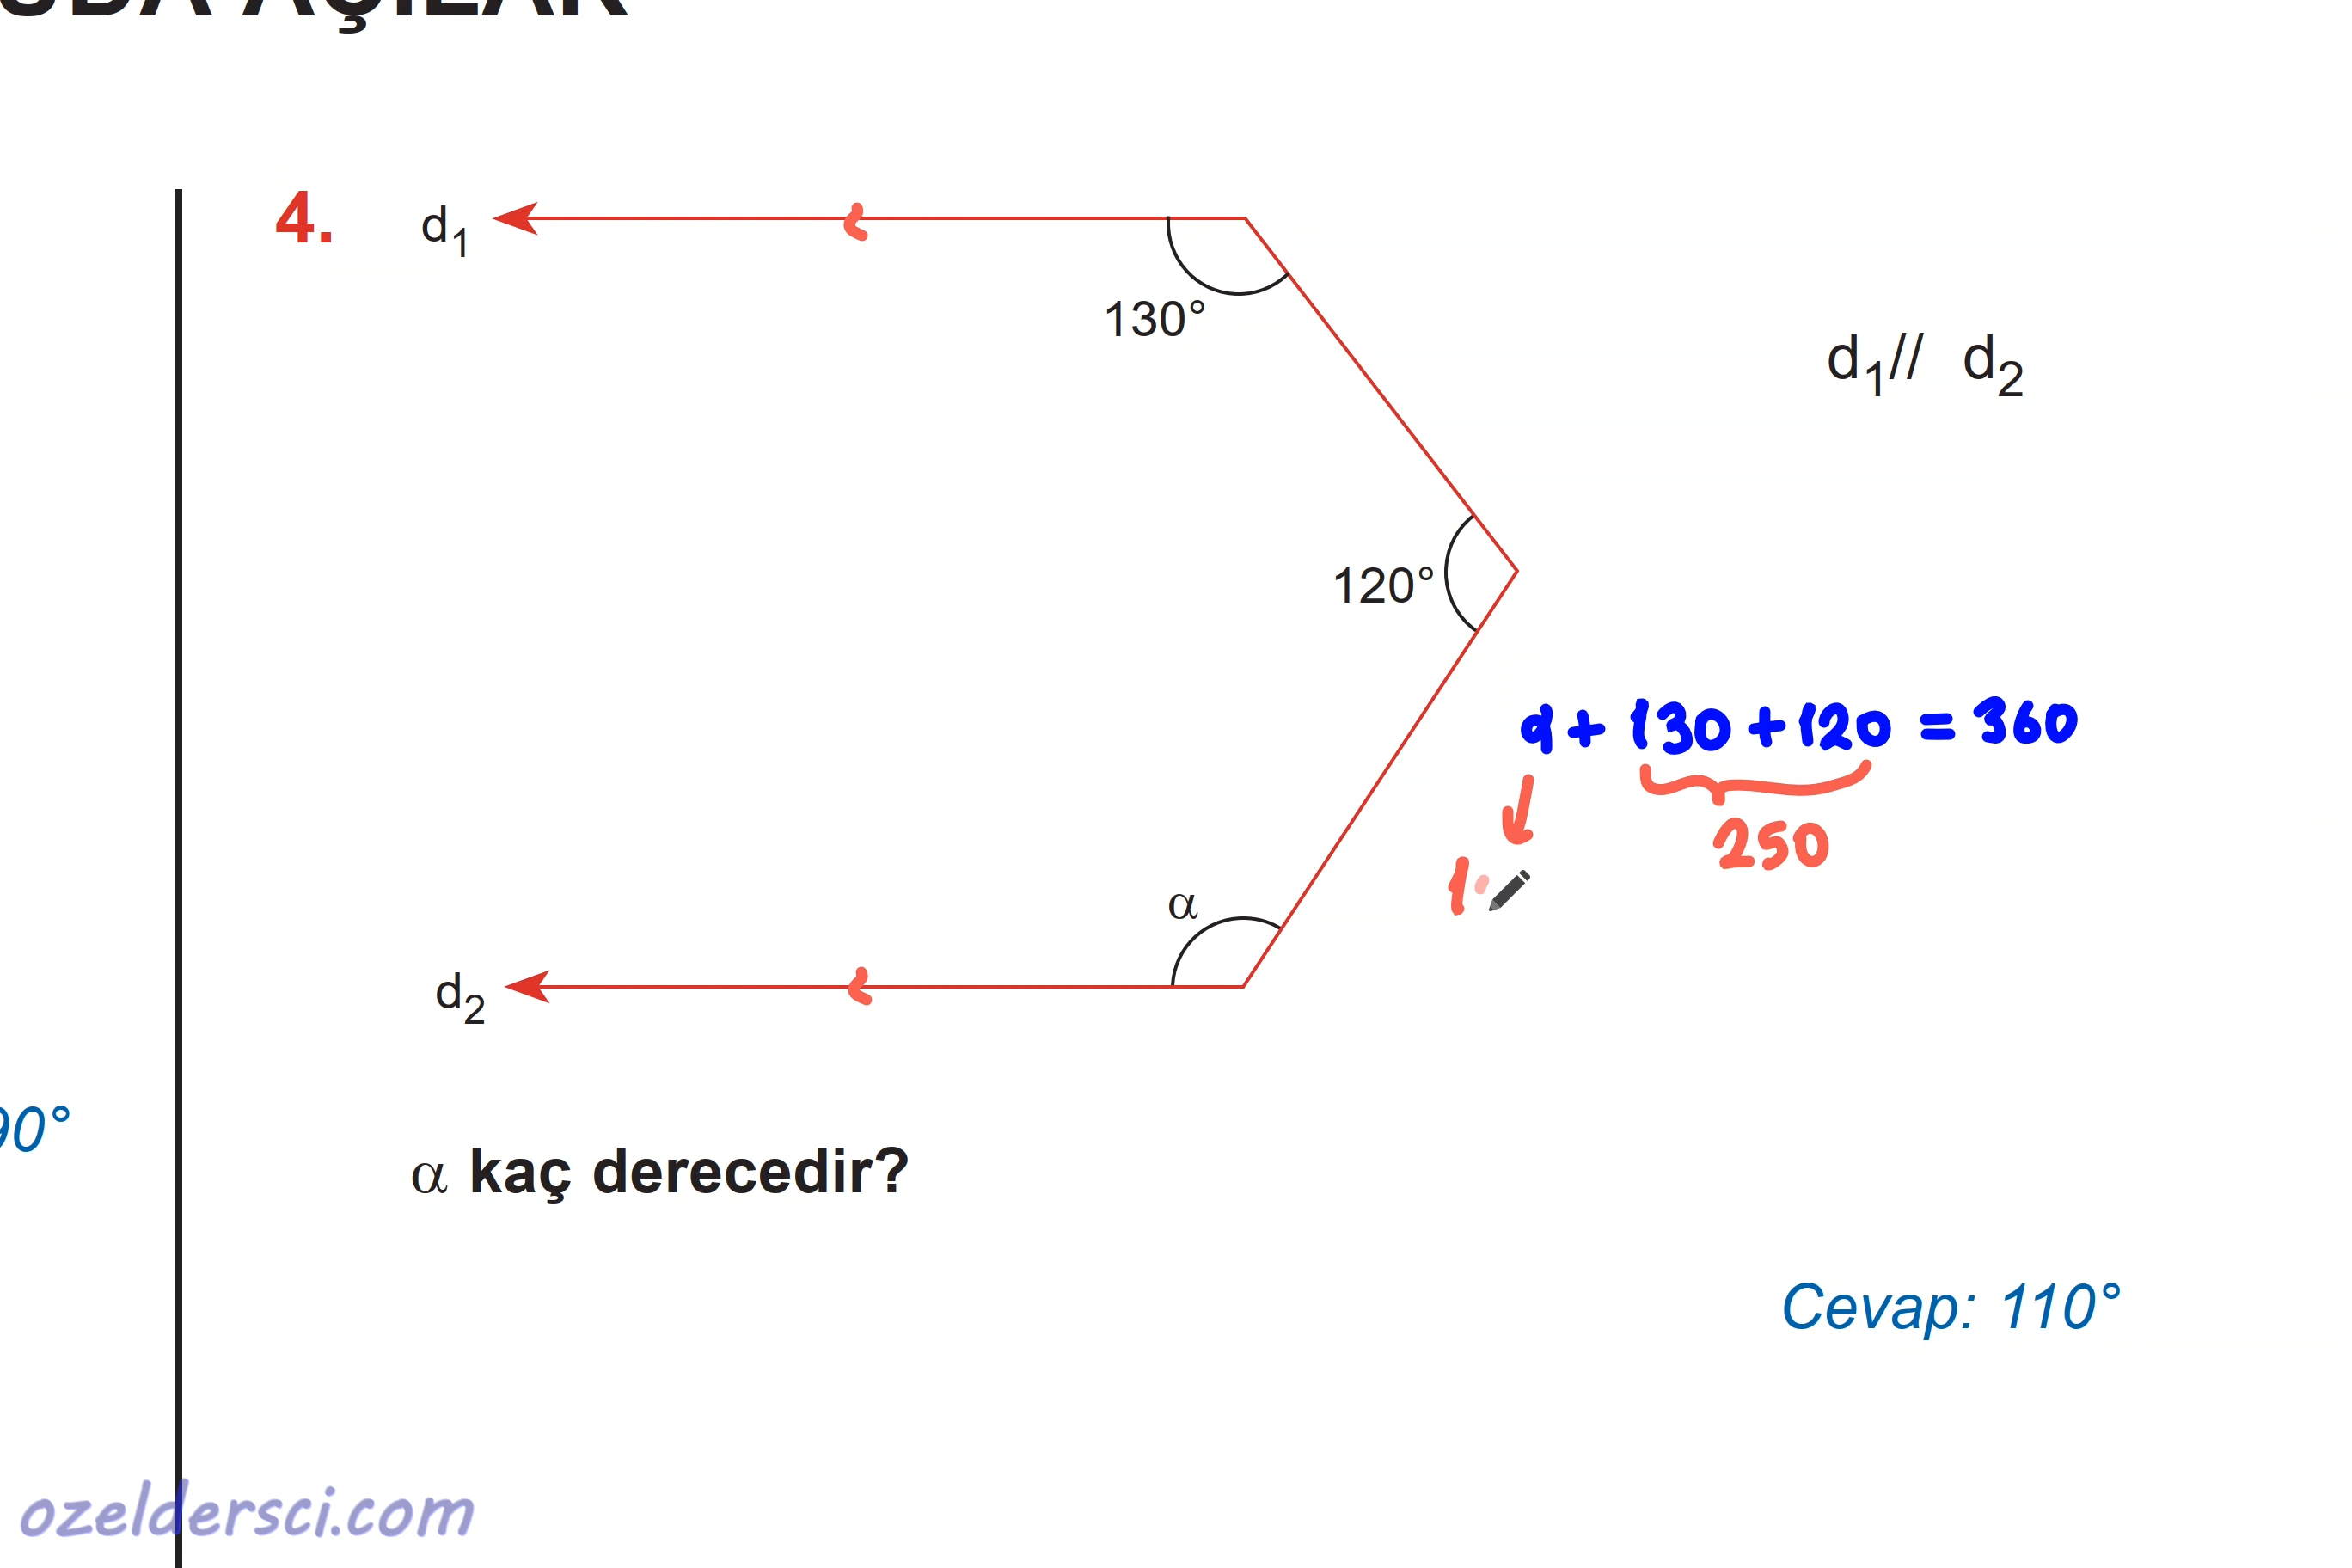 AÇILAR
4.
d1
130°
d1// d2
120°
α + 130 + 120 = 360
250
1
α
d2
90°
α kaç derecedir?
Cevap: 110°
ozeldersci.com